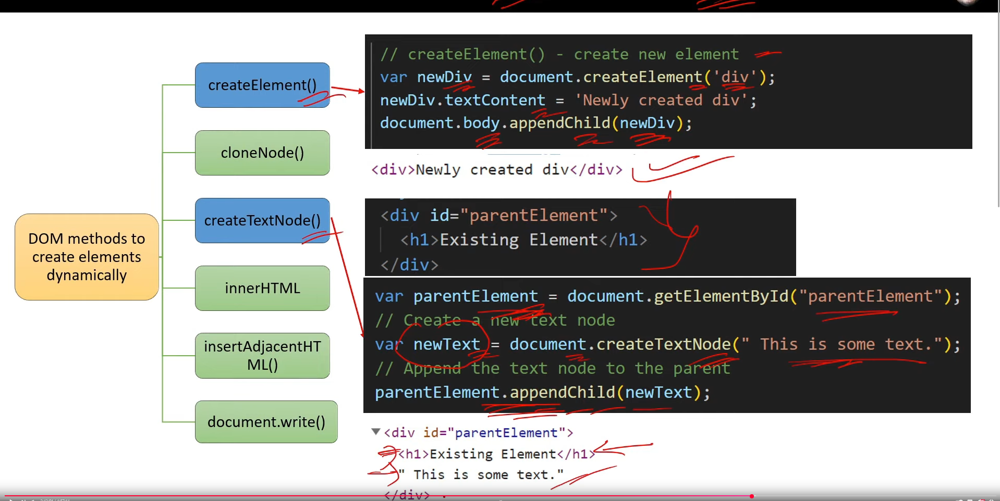 DOM methods to
create elements
dynamically
createElement()
cloneNode()
createTextNode()
innerHTML
insertAdjacentHT
ML()
document.write()
// createElement() - create new element
var newDiv = document.createElement('div');
newDiv.textContent = 'Newly created div';
document.body.appendChild(newDiv);
<div>Newly created div</div>
<div id="parentElement">
<h1>Existing Element</h1>
</div>
var parentElement = document.getElementById("parentElement");
// Create a new text node
var newText = document.createTextNode(" This is some text.");
// Append the text node to the parent
parentElement.appendChild(newText);
<div id="parentElement">
<h1>Existing Element</h1>
" This is some text."
</div>